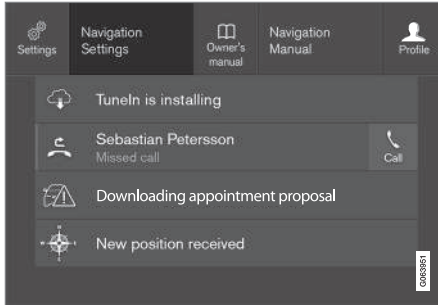 Settings
Navigation
Settings
Owner's
manual
Navigation
Manual
Profile
TuneIn is installing
Sebastian Petersson
Missed call
Call
Downloading appointment proposal
New position received
G063951